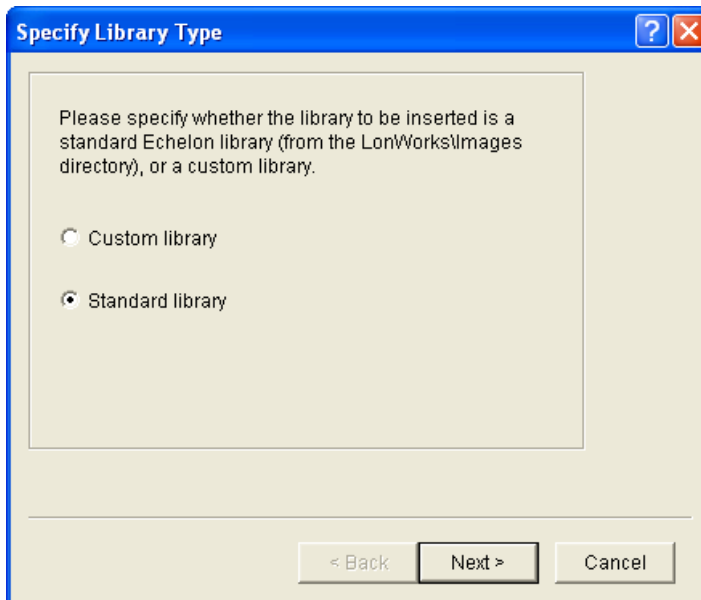 Specify Library Type
?
Please specify whether the library to be inserted is a
standard Echelon library (from the LonWorks\Images
directory), or a custom library.
Custom library
Standard library
< Back
Next >
Cancel